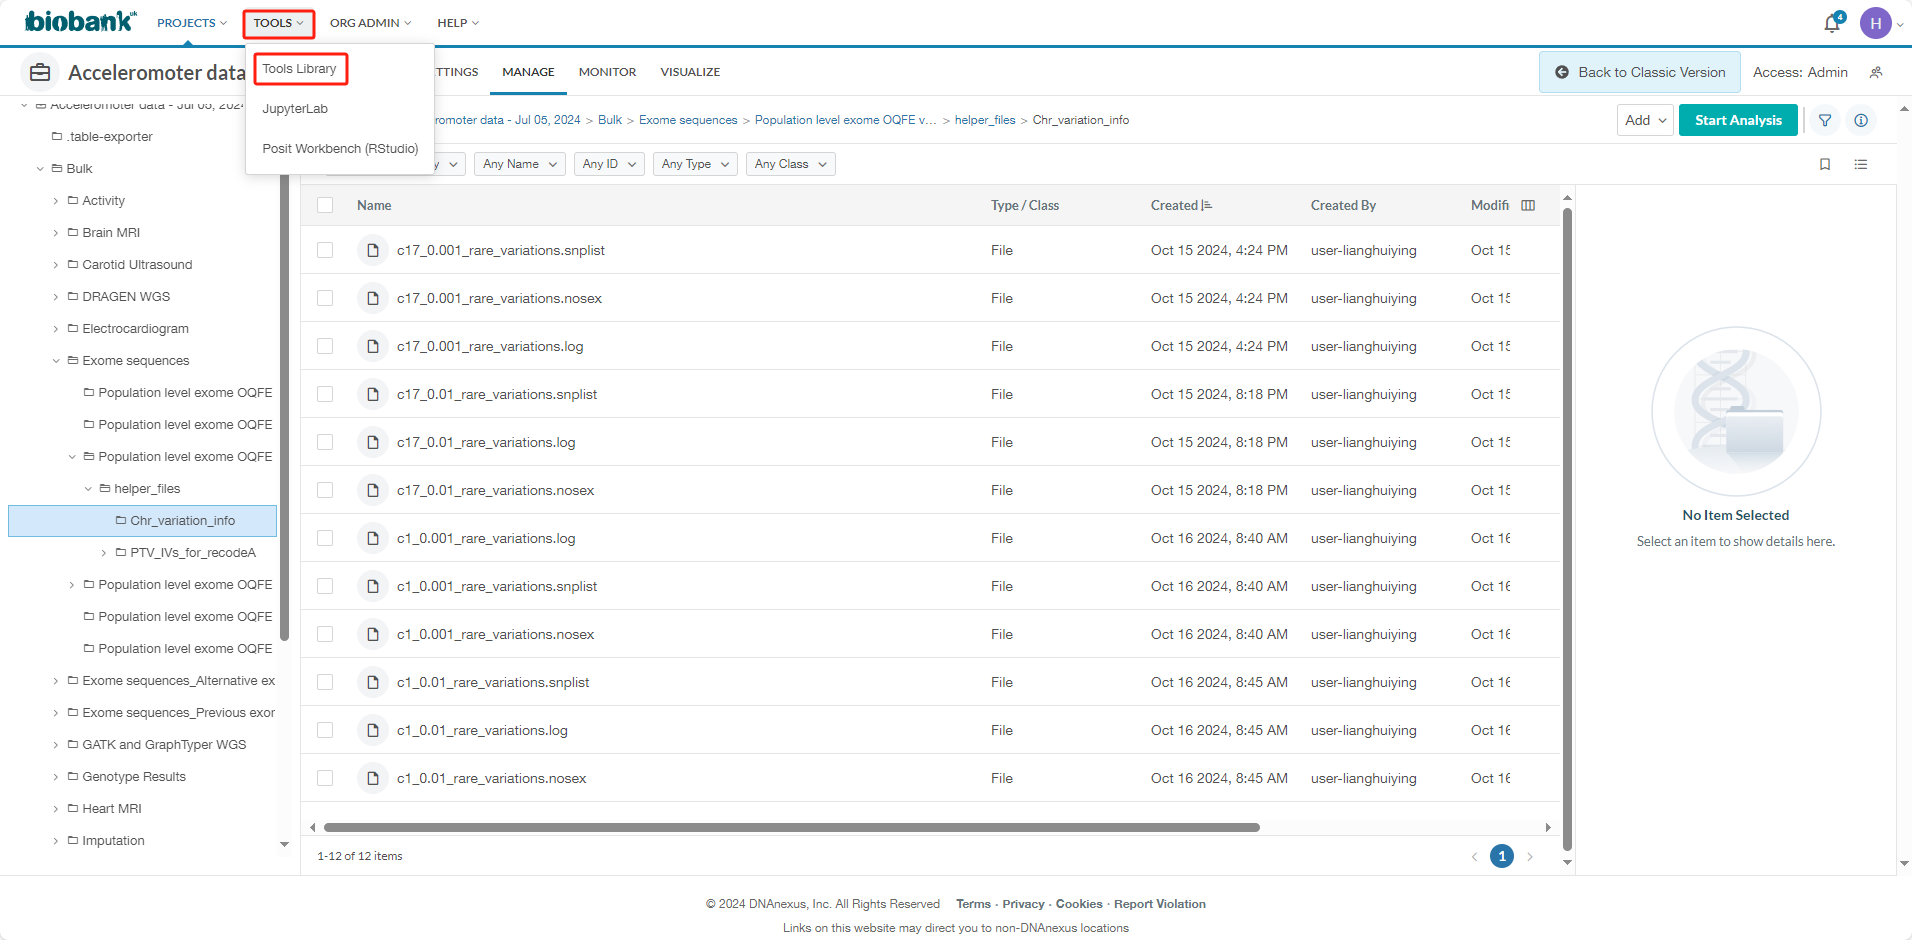 biobank uk
PROJECTS TOOLS ORG ADMIN HELP 4 H
Acceleromoter data TTINGS MANAGE MONITOR VISUALIZE Back to Classic Version Access: Admin
Tools Library
JupyterLab
Posit Workbench (RStudio)
Acceleromoter data - Jul 05, 202
.table-exporter
Bulk
Activity
Brain MRI
Carotid Ultrasound
DRAGEN WGS
Electrocardiogram
Exome sequences
Population level exome OQFE
Population level exome OQFE
Population level exome OQFE
helper_files
Chr_variation_info
PTV_IVs_for_recodeA
Population level exome OQFE
Population level exome OQFE
Population level exome OQFE
Exome sequences_Alternative ex
Exome sequences_Previous exor
GATK and GraphTyper WGS
Genotype Results
Heart MRI
Imputation
romoter data - Jul 05, 2024 > Bulk > Exome sequences > Population level exome OQFE v... > helper_files > Chr_variation_info
Add Start Analysis
y Any Name Any ID Any Type Any Class
Name Type / Class Created Created By Modifi
c17_0.001_rare_variations.snplist File Oct 15 2024, 4:24 PM user-lianghuiying Oct 15
c17_0.001_rare_variations.nosex File Oct 15 2024, 4:24 PM user-lianghuiying Oct 15
c17_0.001_rare_variations.log File Oct 15 2024, 4:24 PM user-lianghuiying Oct 15
c17_0.01_rare_variations.snplist File Oct 15 2024, 8:18 PM user-lianghuiying Oct 15
c17_0.01_rare_variations.log File Oct 15 2024, 8:18 PM user-lianghuiying Oct 15
c17_0.01_rare_variations.nosex File Oct 15 2024, 8:18 PM user-lianghuiying Oct 15
c1_0.001_rare_variations.log File Oct 16 2024, 8:40 AM user-lianghuiying Oct 16
c1_0.001_rare_variations.snplist File Oct 16 2024, 8:40 AM user-lianghuiying Oct 16
c1_0.001_rare_variations.nosex File Oct 16 2024, 8:40 AM user-lianghuiying Oct 16
c1_0.01_rare_variations.snplist File Oct 16 2024, 8:45 AM user-lianghuiying Oct 16
c1_0.01_rare_variations.log File Oct 16 2024, 8:45 AM user-lianghuiying Oct 16
c1_0.01_rare_variations.nosex File Oct 16 2024, 8:45 AM user-lianghuiying Oct 16
1-12 of 12 items 1
No Item Selected
Select an item to show details here.
© 2024 DNAnexus, Inc. All Rights Reserved Terms · Privacy · Cookies · Report Violation
Links on this website may direct you to non-DNAnexus locations